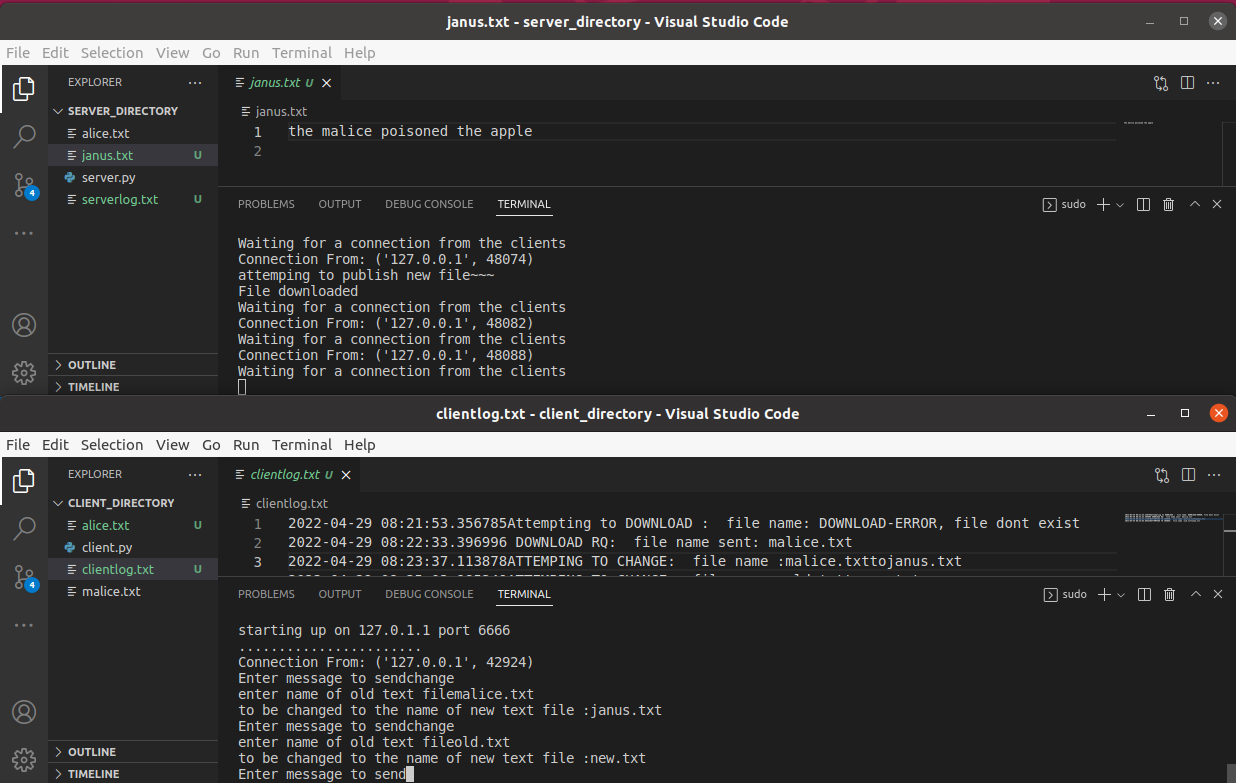 janus.txt - server_directory - Visual Studio Code
File Edit Selection View Go Run Terminal Help
EXPLORER
janus.txt U
SERVER_DIRECTORY
alice.txt
janus.txt U
server.py
serverlog.txt U
4
OUTLINE
TIMELINE
janus.txt
1 the malice poisoned the apple
2
PROBLEMS OUTPUT DEBUG CONSOLE TERMINAL
sudo
Waiting for a connection from the clients
Connection From: ('127.0.0.1', 48074)
attemping to publish new file~~~
File downloaded
Waiting for a connection from the clients
Connection From: ('127.0.0.1', 48082)
Waiting for a connection from the clients
Connection From: ('127.0.0.1', 48088)
Waiting for a connection from the clients
clientlog.txt - client_directory - Visual Studio Code
File Edit Selection View Go Run Terminal Help
EXPLORER
clientlog.txt U
CLIENT_DIRECTORY
alice.txt U
client.py
clientlog.txt U
malice.txt
4
OUTLINE
TIMELINE
clientlog.txt
1 2022-04-29 08:21:53.356785Attempting to DOWNLOAD :  file name: DOWNLOAD-ERROR, file dont exist
2 2022-04-29 08:22:33.396996 DOWNLOAD RQ:  file name sent: malice.txt
3 2022-04-29 08:23:37.113878ATTEMPING TO CHANGE:  file name :malice.txttojanus.txt
PROBLEMS OUTPUT DEBUG CONSOLE TERMINAL
sudo
starting up on 127.0.1.1 port 6666
.......................
Connection From: ('127.0.0.1', 42924)
Enter message to sendchange
enter name of old text filemalice.txt
to be changed to the name of new text file :janus.txt
Enter message to sendchange
enter name of old text fileold.txt
to be changed to the name of new text file :new.txt
Enter message to send